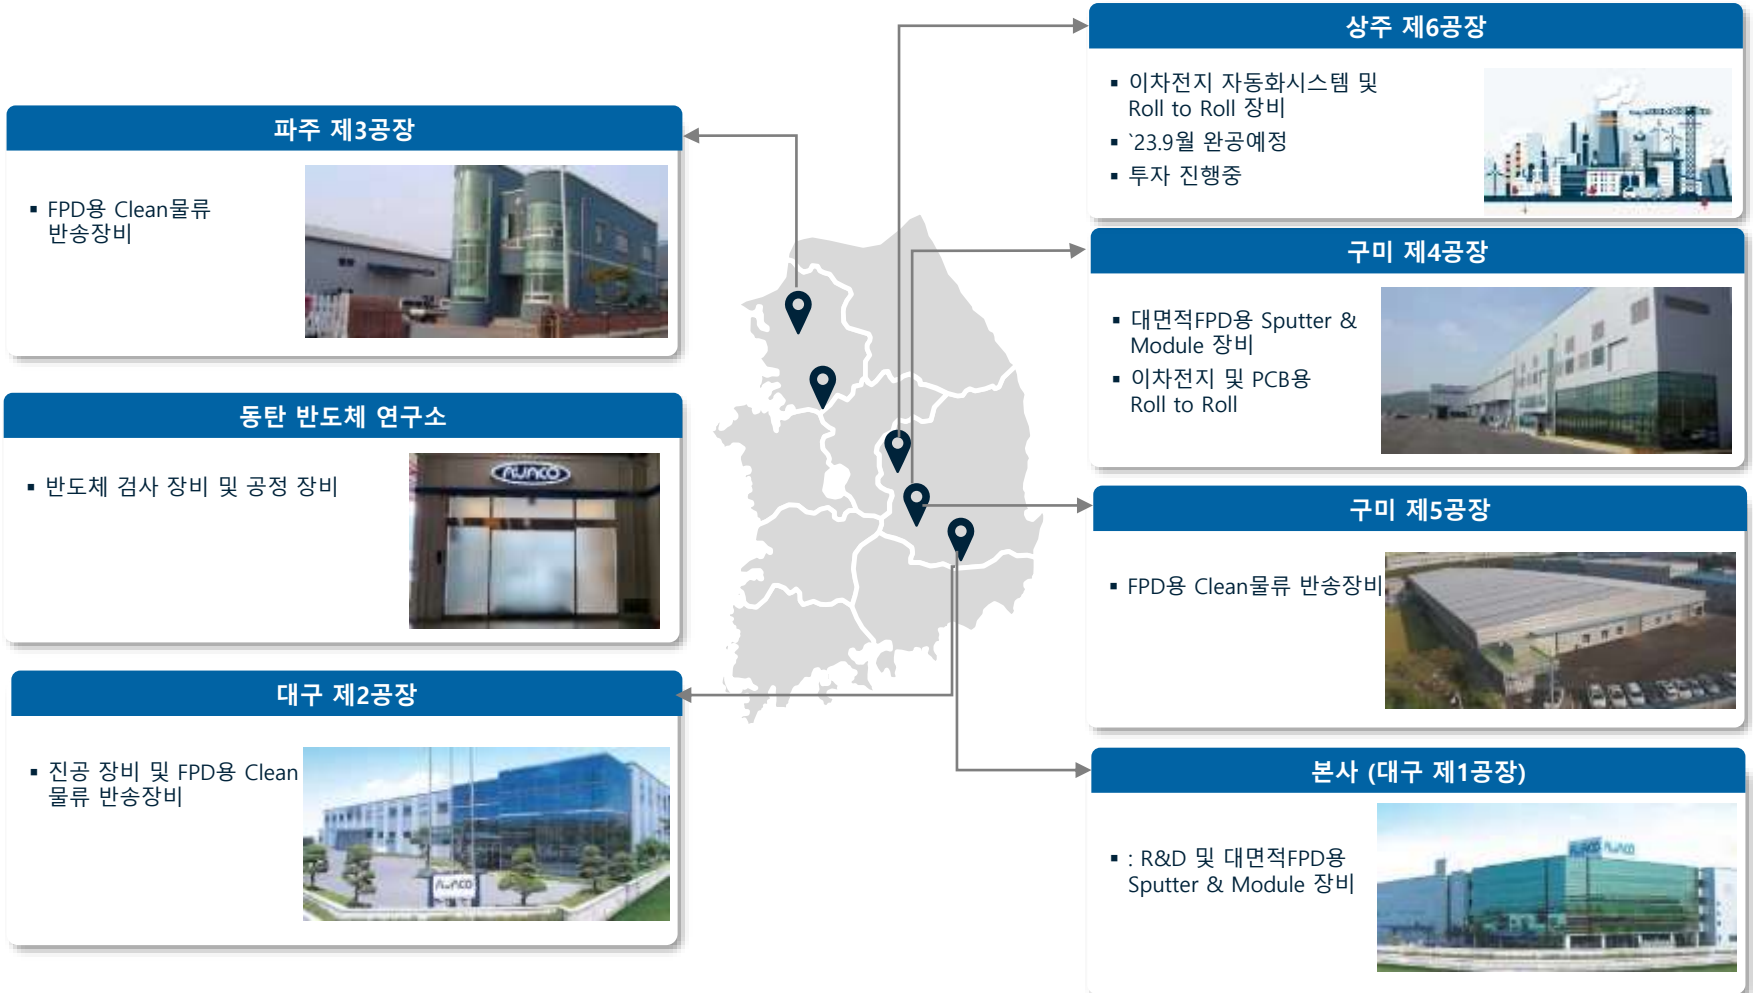 파주 제3공장
▪ FPD용 Clean물류
반송장비
동탄 반도체 연구소
▪ 반도체 검사 장비 및 공정 장비
AVACO
대구 제2공장
▪ 진공 장비 및 FPD용 Clean
물류 반송장비
AVACO
상주 제6공장
▪ 이차전지 자동화시스템 및
Roll to Roll 장비
▪ `23.9월 완공예정
▪ 투자 진행중
구미 제4공장
▪ 대면적FPD용 Sputter &
Module 장비
▪ 이차전지 및 PCB용
Roll to Roll
구미 제5공장
▪ FPD용 Clean물류 반송장비
본사 (대구 제1공장)
▪ : R&D 및 대면적FPD용
Sputter & Module 장비
AVACO AVACO